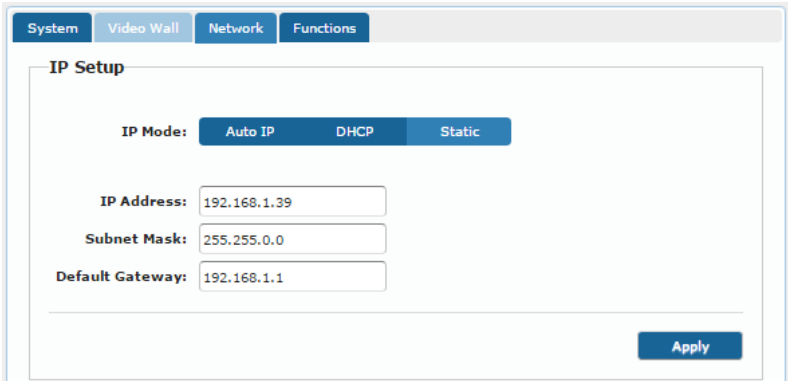 System Video Wall Network Functions
IP Setup
IP Mode: Auto IP DHCP Static
IP Address: 192.168.1.39
Subnet Mask: 255.255.0.0
Default Gateway: 192.168.1.1
Apply